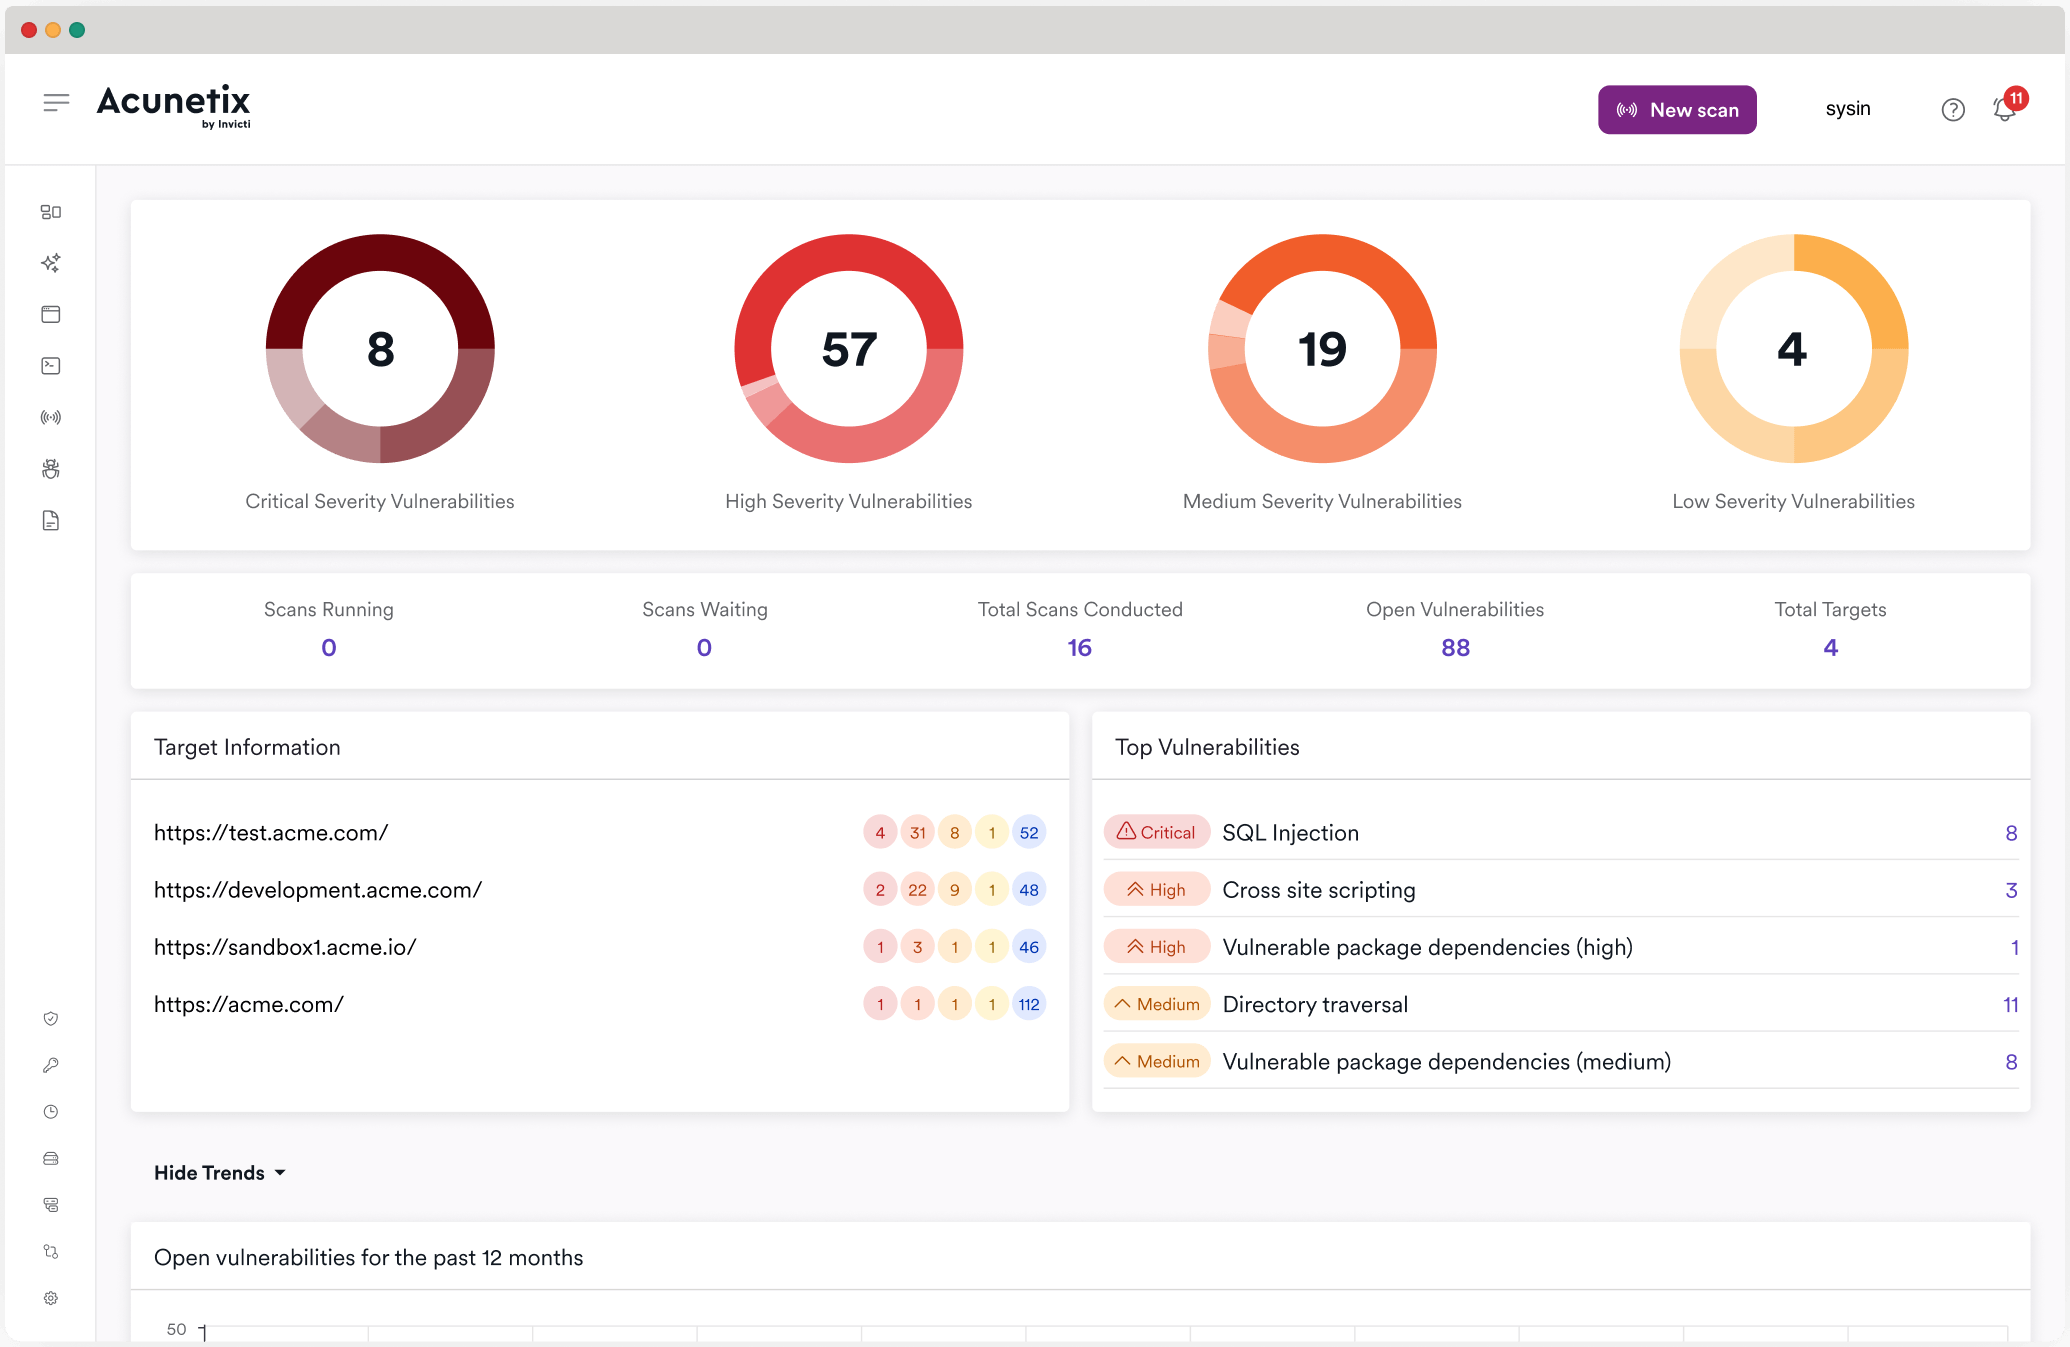 Acunetix
by Invicti
New scan
sysin
11
8
57
19
4
Critical Severity Vulnerabilities
High Severity Vulnerabilities
Medium Severity Vulnerabilities
Low Severity Vulnerabilities
Scans Running
0
Scans Waiting
0
Total Scans Conducted
16
Open Vulnerabilities
88
Total Targets
4
Target Information
https://test.acme.com/ 4 31 8 1 52
https://development.acme.com/ 2 22 9 1 48
https://sandbox1.acme.io/ 1 3 1 1 46
https://acme.com/ 1 1 1 1 112
Top Vulnerabilities
Critical SQL Injection 8
High Cross site scripting 3
High Vulnerable package dependencies (high) 1
Medium Directory traversal 11
Medium Vulnerable package dependencies (medium) 8
Hide Trends
Open vulnerabilities for the past 12 months
50